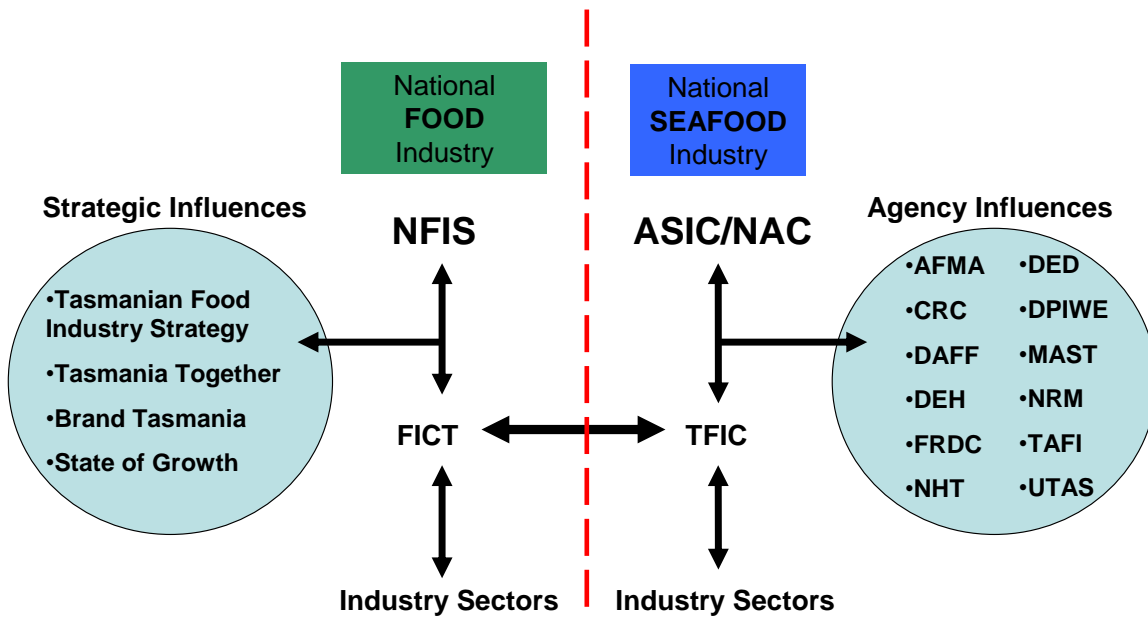 National
FOOD
Industry
National
SEAFOOD
Industry
Strategic Influences
NFIS
ASIC/NAC
Agency Influences
•Tasmanian Food
Industry Strategy
•Tasmania Together
•Brand Tasmania
•State of Growth
•AFMA
•CRC
•DAFF
•DEH
•FRDC
•NHT
•DED
•DPIWE
•MAST
•NRM
•TAFI
•UTAS
FICT
TFIC
Industry Sectors
Industry Sectors